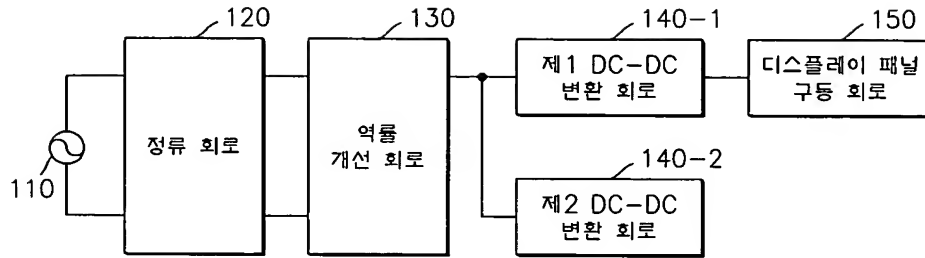 120
130
140-1
150
제1 DC-DC
변환 회로
디스플레이 패널
구동 회로
정류 회로
역률
개선 회로
110
140-2
제2 DC-DC
변환 회로